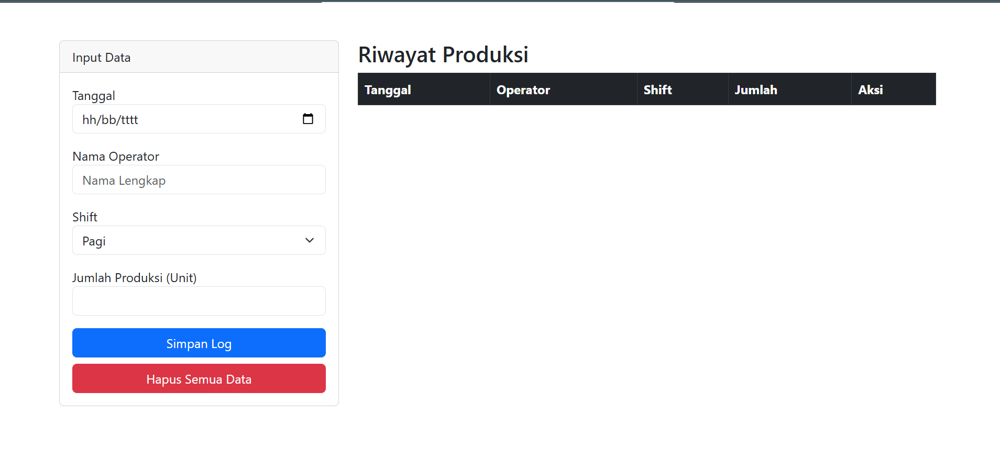 Input Data
Tanggal
hh/bb/tttt
Nama Operator
Nama Lengkap
Shift
Pagi
Jumlah Produksi (Unit)
Simpan Log
Hapus Semua Data
Riwayat Produksi
Tanggal Operator Shift Jumlah Aksi